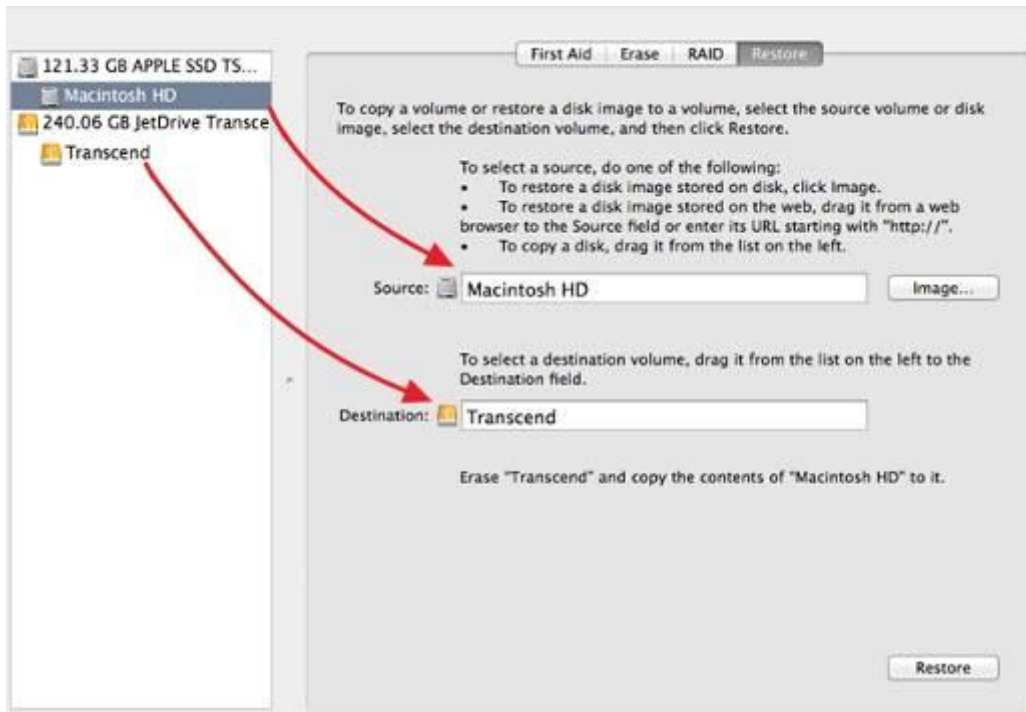 First Aid Erase RAID Restore
121.33 GB APPLE SSD TS...
Macintosh HD
240.06 GB JetDrive Transce
Transcend
To copy a volume or restore a disk image to a volume, select the source volume or disk
image, select the destination volume, and then click Restore.
To select a source, do one of the following:
• To restore a disk image stored on disk, click Image.
• To restore a disk image stored on the web, drag it from a web
browser to the Source field or enter its URL starting with "http://".
• To copy a disk, drag it from the list on the left.
Source: Macintosh HD Image...
To select a destination volume, drag it from the list on the left to the
Destination field.
Destination: Transcend
Erase "Transcend" and copy the contents of "Macintosh HD" to it.
Restore